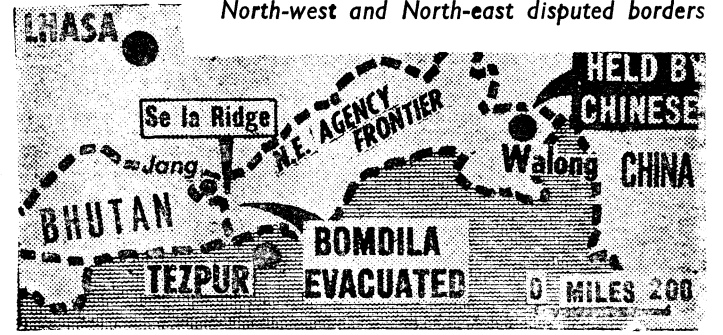 North-west and North-east disputed borders
LHASA
HELD BY
CHINESE
Se la Ridge
N.E. AGENCY
FRONTIER
Jang
Walong
CHINA
BHUTAN
BOMDILA
EVACUATED
TEZPUR
0 MILES 200